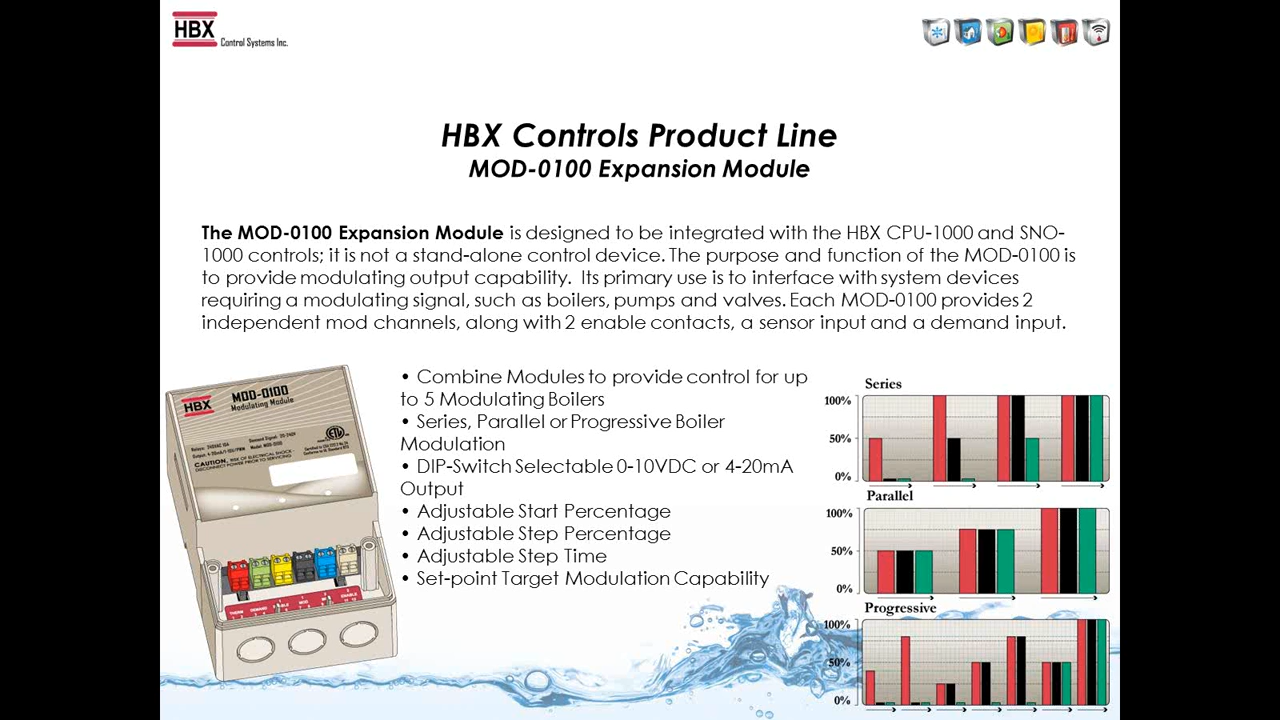 HBX
Control Systems Inc.
HBX Controls Product Line
MOD-0100 Expansion Module
The MOD-0100 Expansion Module is designed to be integrated with the HBX CPU-1000 and SNO-
1000 controls; it is not a stand-alone control device. The purpose and function of the MOD-0100 is
to provide modulating output capability.  Its primary use is to interface with system devices
requiring a modulating signal, such as boilers, pumps and valves. Each MOD-0100 provides 2
independent mod channels, along with 2 enable contacts, a sensor input and a demand input.
• Combine Modules to provide control for up
to 5 Modulating Boilers
• Series, Parallel or Progressive Boiler
Modulation
• DIP-Switch Selectable 0-10VDC or 4-20mA
Output
• Adjustable Start Percentage
• Adjustable Step Percentage
• Adjustable Step Time
• Set-point Target Modulation Capability
HBX
MOD-0100
Modulating Module
CAUTION
DISCONNECT POWER PRIOR TO SERVICING
Series
100%
50%
0%
Parallel
100%
50%
0%
Progressive
100%
50%
0%